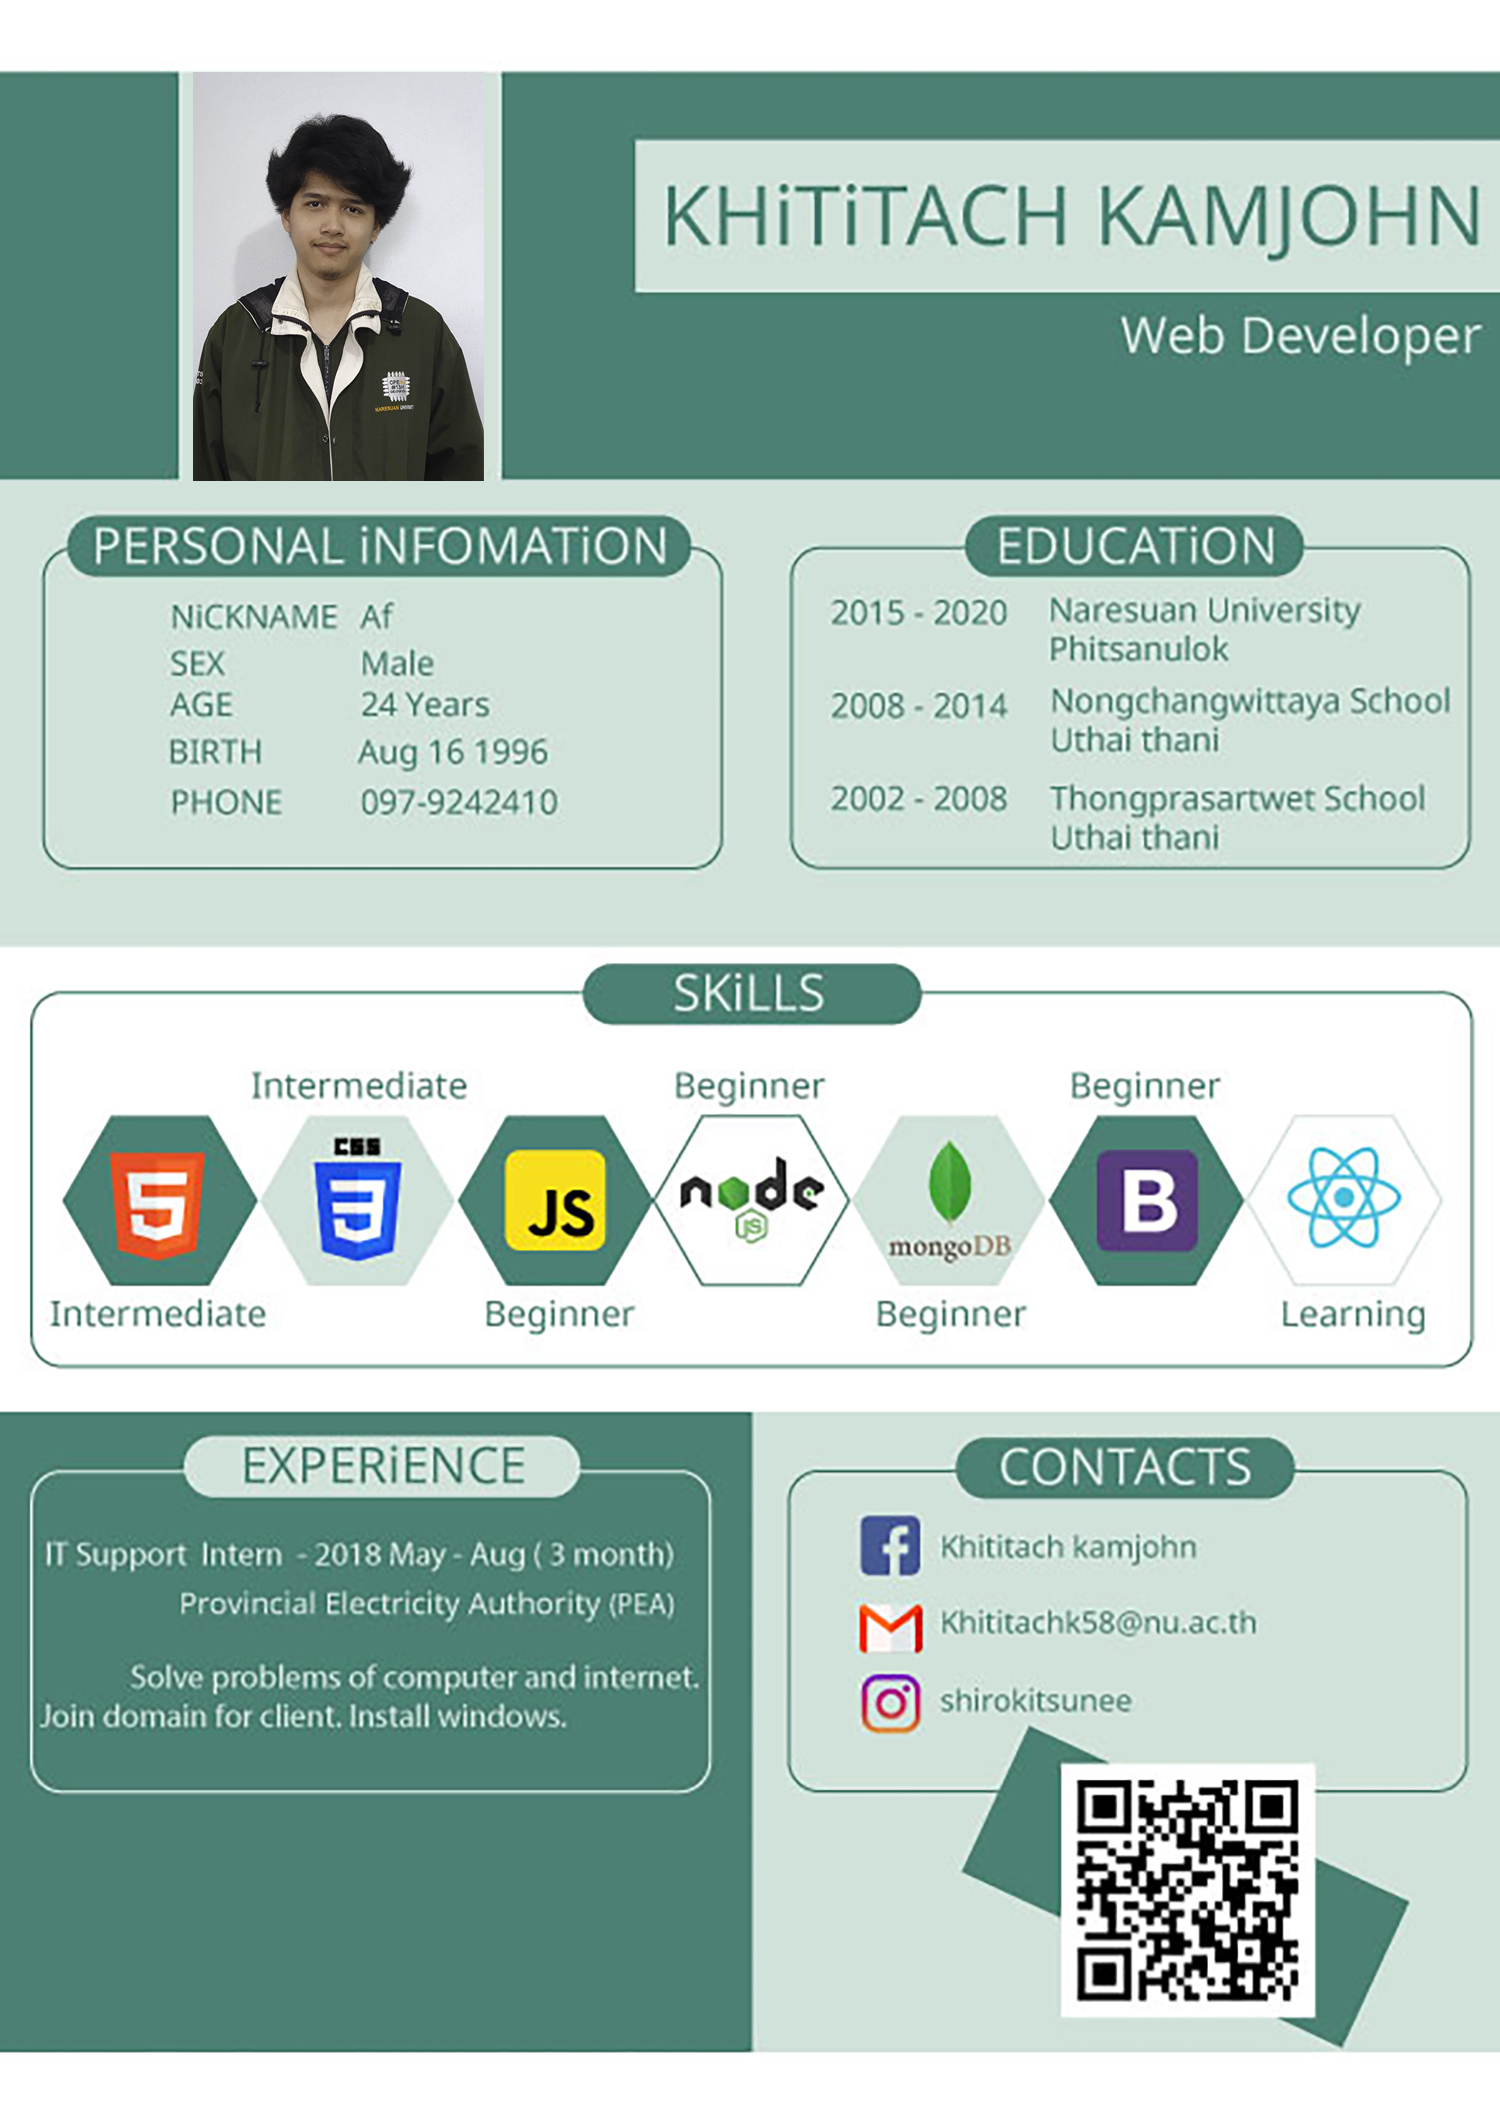 KHiTiTACH KAMJOHN
Web Developer
NARESUAN
PERSONAL iNFOMATiON
NiCKNAME Af
SEX Male
AGE 24 Years
BIRTH Aug 16 1996
PHONE 097-9242410
EDUCATiON
2015 - 2020 Naresuan University
Phitsanulok
2008 - 2014 Nongchangwittaya School
Uthai thani
2002 - 2008 Thongprasartwet School
Uthai thani
SKiLLS
Intermediate Beginner Beginner
5
CSS
3
JS
node
JS
mongoDB
B
Intermediate Beginner Beginner Learning
EXPERiENCE
IT Support Intern - 2018 May - Aug ( 3 month)
Provincial Electricity Authority (PEA)
Solve problems of computer and internet.
Join domain for client. Install windows.
CONTACTS
f Khititach kamjohn
Khititachk58@nu.ac.th
shirokitsunee